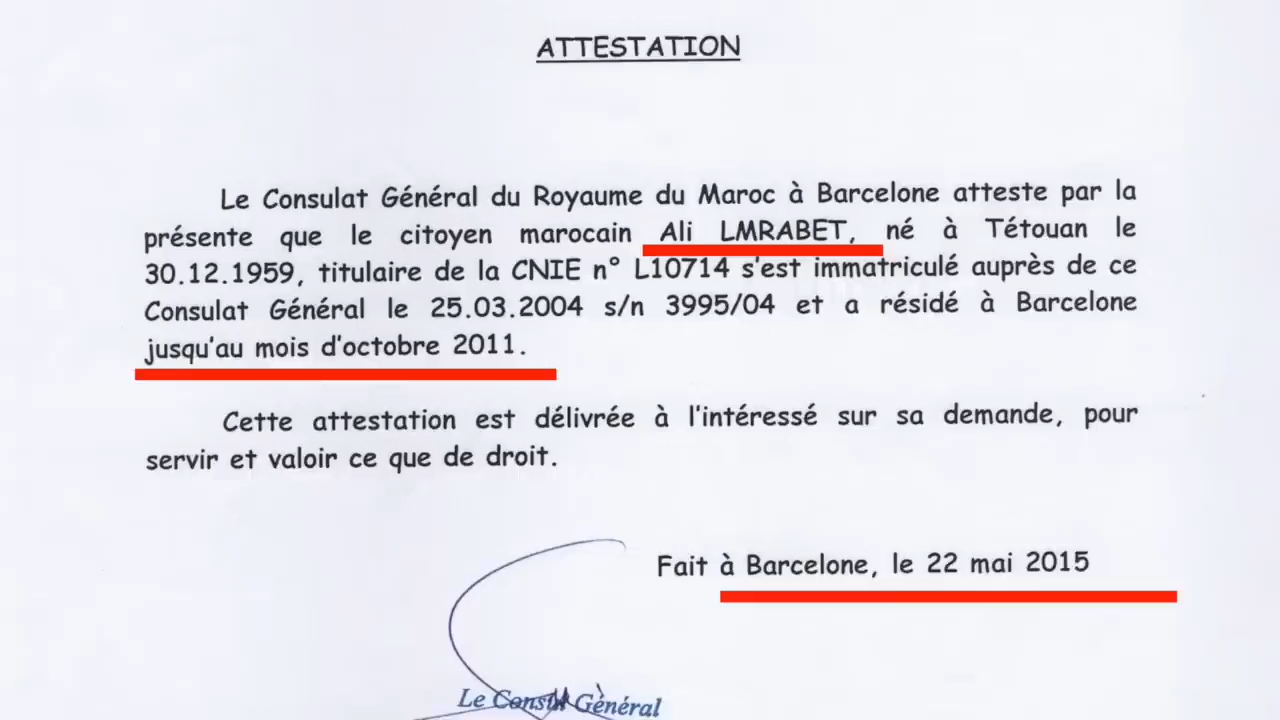 ATTESTATION
Le Consulat Général du Royaume du Maroc à Barcelone atteste par la
présente que le citoyen marocain Ali LMRABET, né à Tétouan le
30.12.1959, titulaire de la CNIE n° L10714 s'est immatriculé auprès de ce
Consulat Général le 25.03.2004 s/n 3995/04 et a résidé à Barcelone
jusqu'au mois d'octobre 2011.
Cette attestation est délivrée à l'intéressé sur sa demande, pour
servir et valoir ce que de droit.
Fait à Barcelone, le 22 mai 2015
Le Consul Gènéral